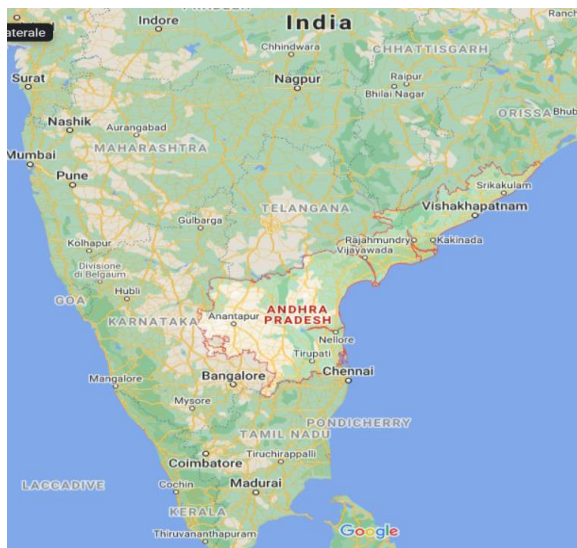 India
aterale
Indore
Chhindwara
CHHATTISGARH
Ranch
Surat
Nagpur
Raipur
Bhilai Nagar
ORISSA
Bhub
Nashik
Aurangabad
MAHARASHTRA
Mumbai
Pune
Srikakulam
Gulbarga
TELANGANA
Vishakhapatnam
Kolhapur
Rajahmundry
Kakinada
Vijayawada
Divisione
di Belgaum
Hubli
GOA
KARNATAKA
Anantapur
ANDHRA
PRADESH
Nellore
Tirupati
Bangalore
Chennai
Mangalore
Mysore
PONDICHERRY
TAMIL NADU
Coimbatore
Tiruchirappalli
LACCADIVE
Cochin
Madurai
KERALA
Thiruvananthapuram
Google